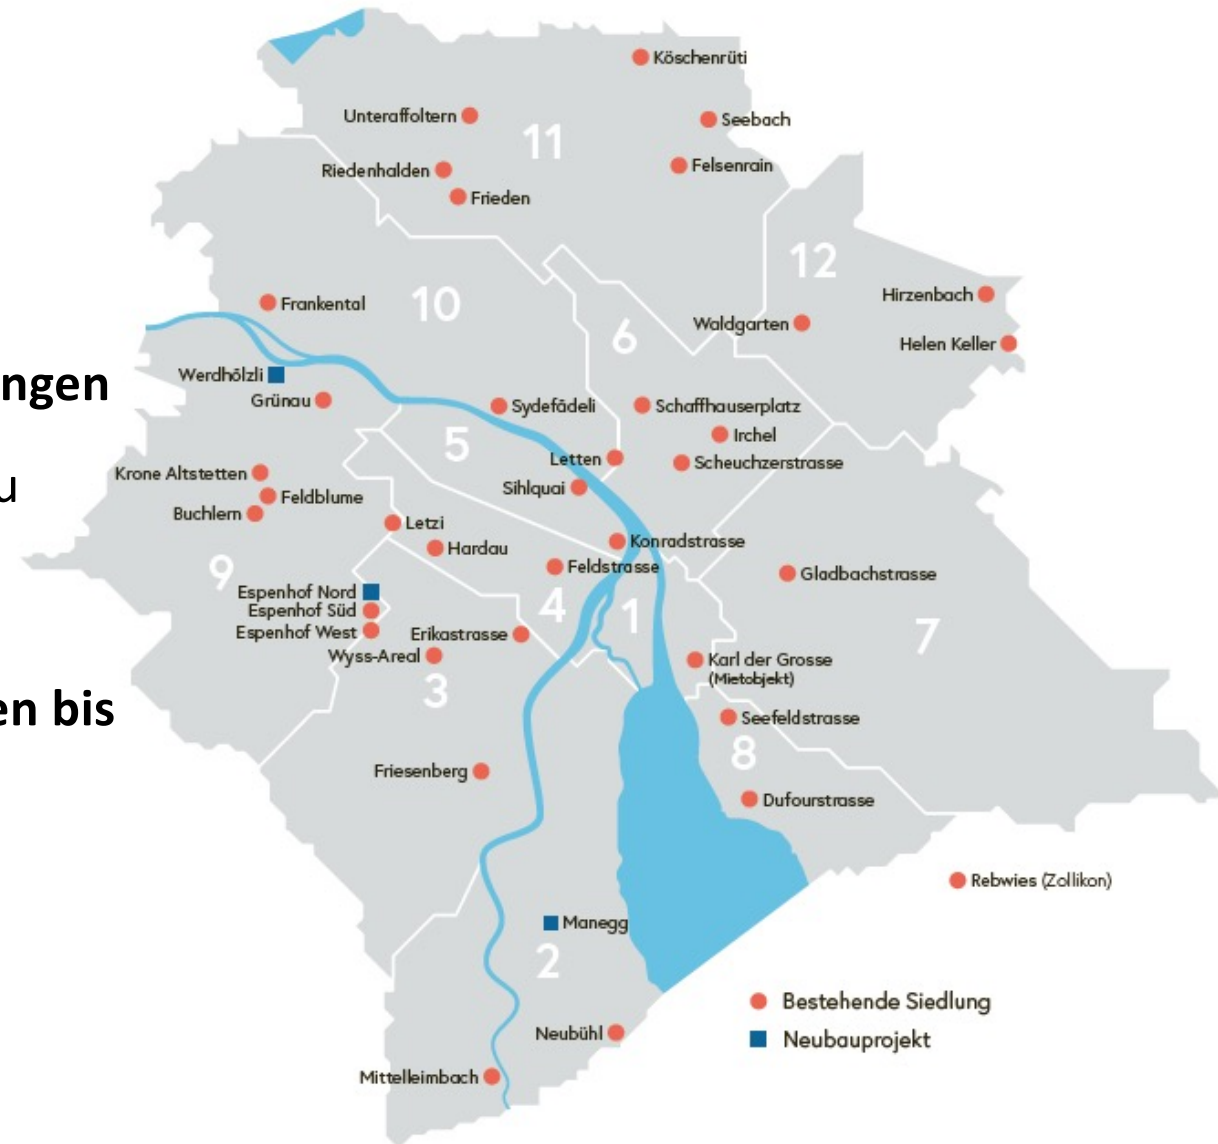 Köschenrüti
Unteraffoltern
Seebach
11
Riedenhalden
Felsenrain
Frieden
12
Hirzenbach
Frankental
10
Waldgarten
6
Helen Keller
ngen
Werdhölzli
Grünau
Sydefädeli
Schaffhauserplatz
5
Irchel
Letten
Scheuchzerstrasse
Krone Altstetten
u
Sihlquai
Feldblume
Buchlern
Letzi
Hardau
Konradstrasse
Feldstrasse
Gladbachstrasse
9
Espenhof Nord
4
1
Espenhof Süd
Espenhof West
Erikastrasse
7
Wyss-Areal
Karl der Grosse
(Mietobjekt)
3
en bis
Seefeldstrasse
8
Friesenberg
Dufourstrasse
Rebwies (Zollikon)
Manegg
2
Bestehende Siedlung
Neubühl
Neubauprojekt
Mittelleimbach